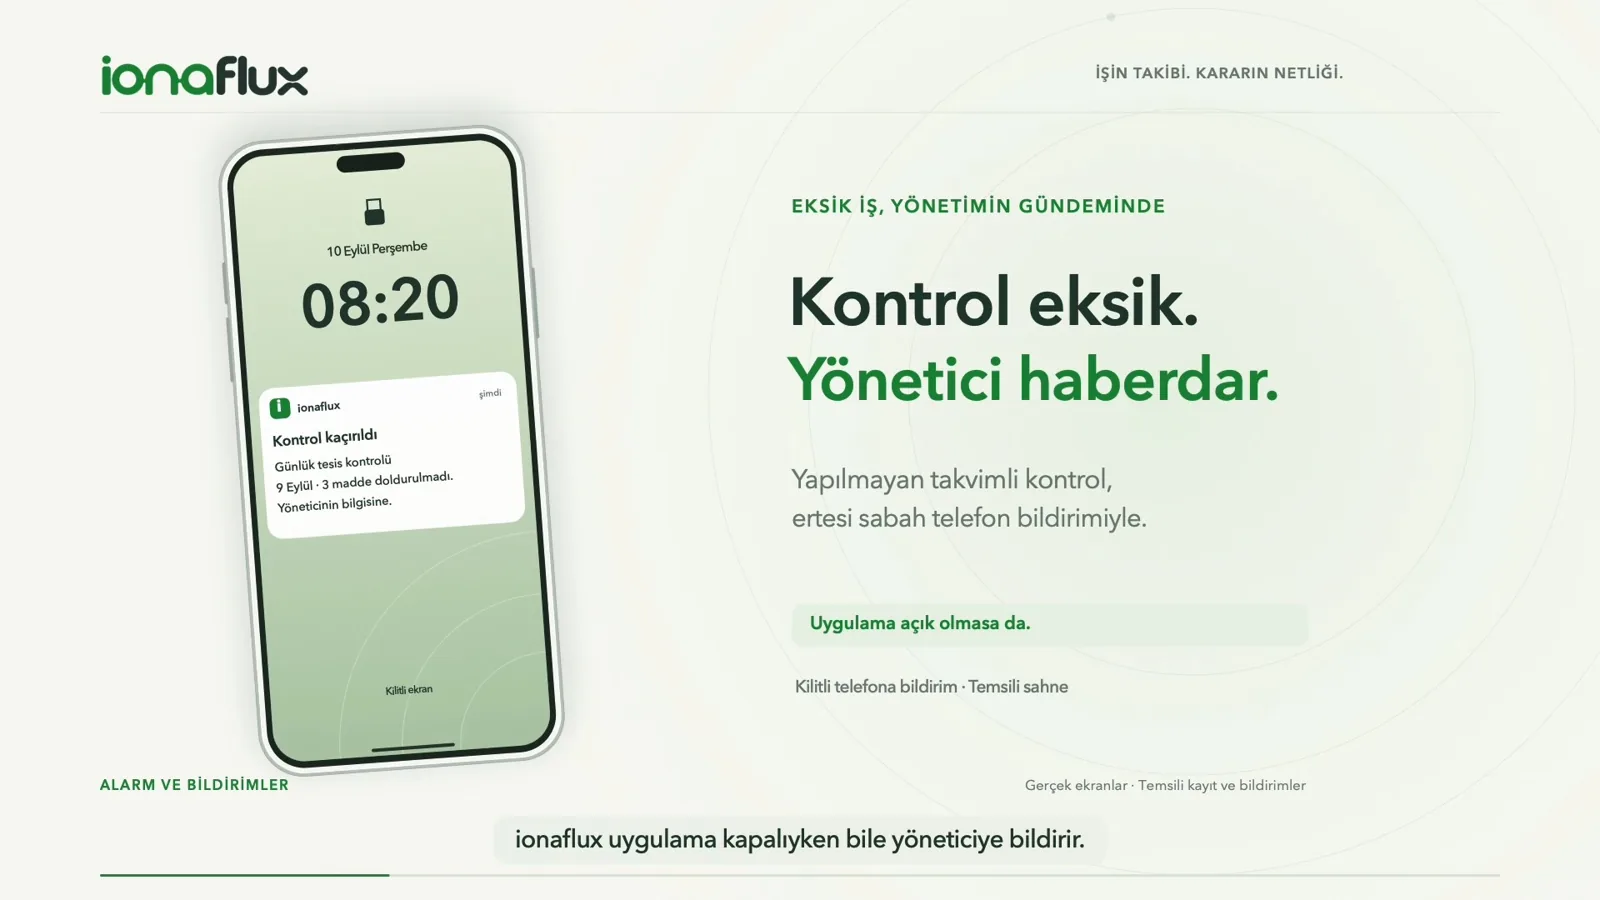 ionaflux
İŞİN TAKİBİ. KARARIN NETLİĞİ.
10 Eylül Perşembe
08:20
ionaflux
şimdi
Kontrol kaçırıldı
Günlük tesis kontrolü
9 Eylül · 3 madde doldurulmadı.
Yöneticinin bilgisine.
Kilitli ekran
EKSİK İŞ, YÖNETİMİN GÜNDEMİNDE
Kontrol eksik.
Yönetici haberdar.
Yapılmayan takvimli kontrol,
ertesi sabah telefon bildirimiyle.
Uygulama açık olmasa da.
Kilitli telefona bildirim · Temsili sahne
ALARM VE BİLDİRİMLER
Gerçek ekranlar · Temsili kayıt ve bildirimler
ionaflux uygulama kapalıyken bile yöneticiye bildirir.